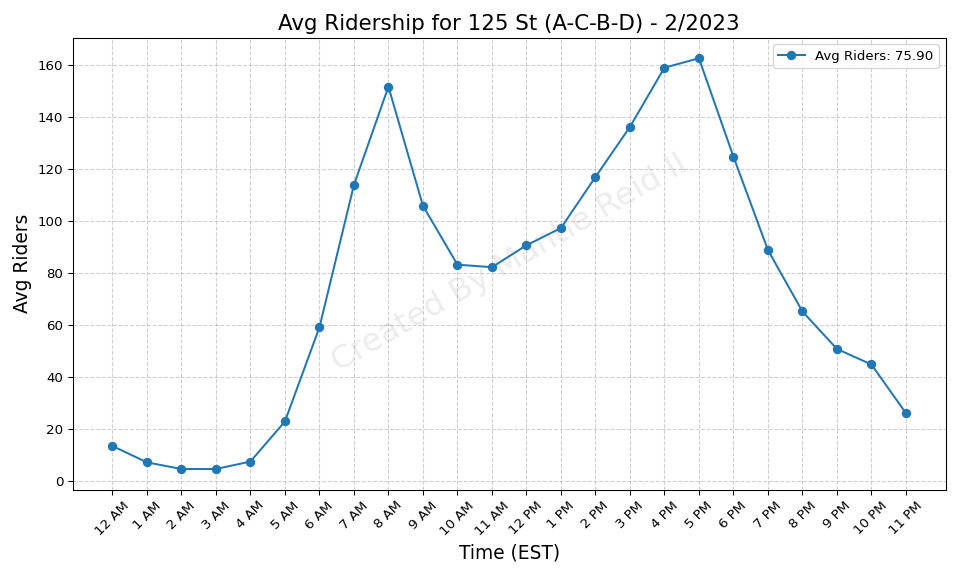 Avg Ridership for 125 St (A-C-B-D) - 2/2023
Avg Riders: 75.90
Avg Riders
160
140
120
100
80
60
40
20
0
Created By Mantie Reid II
12 AM
1 AM
2 AM
3 AM
4 AM
5 AM
6 AM
7 AM
8 AM
9 AM
10 AM
11 AM
12 PM
1 PM
2 PM
3 PM
4 PM
5 PM
6 PM
7 PM
8 PM
9 PM
10 PM
11 PM
Time (EST)